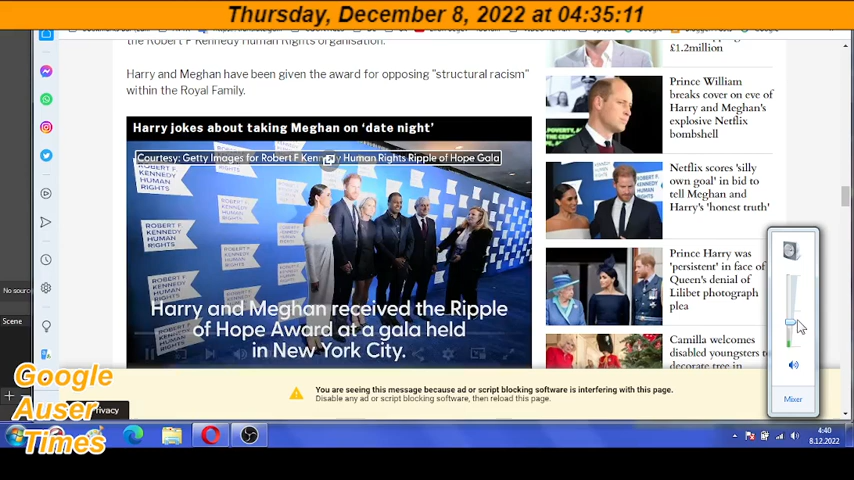 Thursday, December 8, 2022 at 04:35:11
Harry and Meghan have been given the award for opposing "structural racism"
within the Royal Family.
Harry jokes about taking Meghan on ‘date night’
Courtesy: Getty Images for Robert F Kennedy Human Rights Ripple of Hope Gala
ROBERT F.
KENNEDY
HUMAN
RIGHTS
Harry and Meghan received the Ripple
of Hope Award at a gala held
in New York City.
£1.2million
Prince William
breaks cover on eve of
Harry and Meghan's
explosive Netflix
bombshell
Netflix scores 'silly
own goal' in bid to
tell Meghan and
Harry's 'honest truth'
Prince Harry was
'persistent' in face of
Queen's denial of
Lilibet photograph
plea
Camilla welcomes
disabled youngsters to
decorate tree in
Mixer
No source
Scene
You are seeing this message because ad or script blocking software is interfering with this page.
Disable any ad or script blocking software, then reload this page.
Google
Auser
Times
4:40
8.12.2022